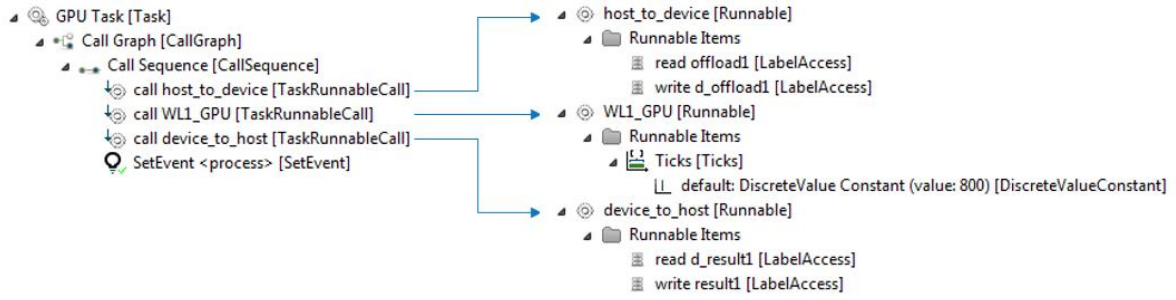 GPU Task [Task]
Call Graph [CallGraph]
Call Sequence [CallSequence]
call host_to_device [TaskRunnableCall]
call WL1_GPU [TaskRunnableCall]
call device_to_host [TaskRunnableCall]
SetEvent <process> [SetEvent]
host_to_device [Runnable]
Runnable Items
read offload1 [LabelAccess]
write d_offload1 [LabelAccess]
WL1_GPU [Runnable]
Runnable Items
Ticks [Ticks]
default: DiscreteValue Constant (value: 800) [DiscreteValueConstant]
device_to_host [Runnable]
Runnable Items
read d_result1 [LabelAccess]
write result1 [LabelAccess]